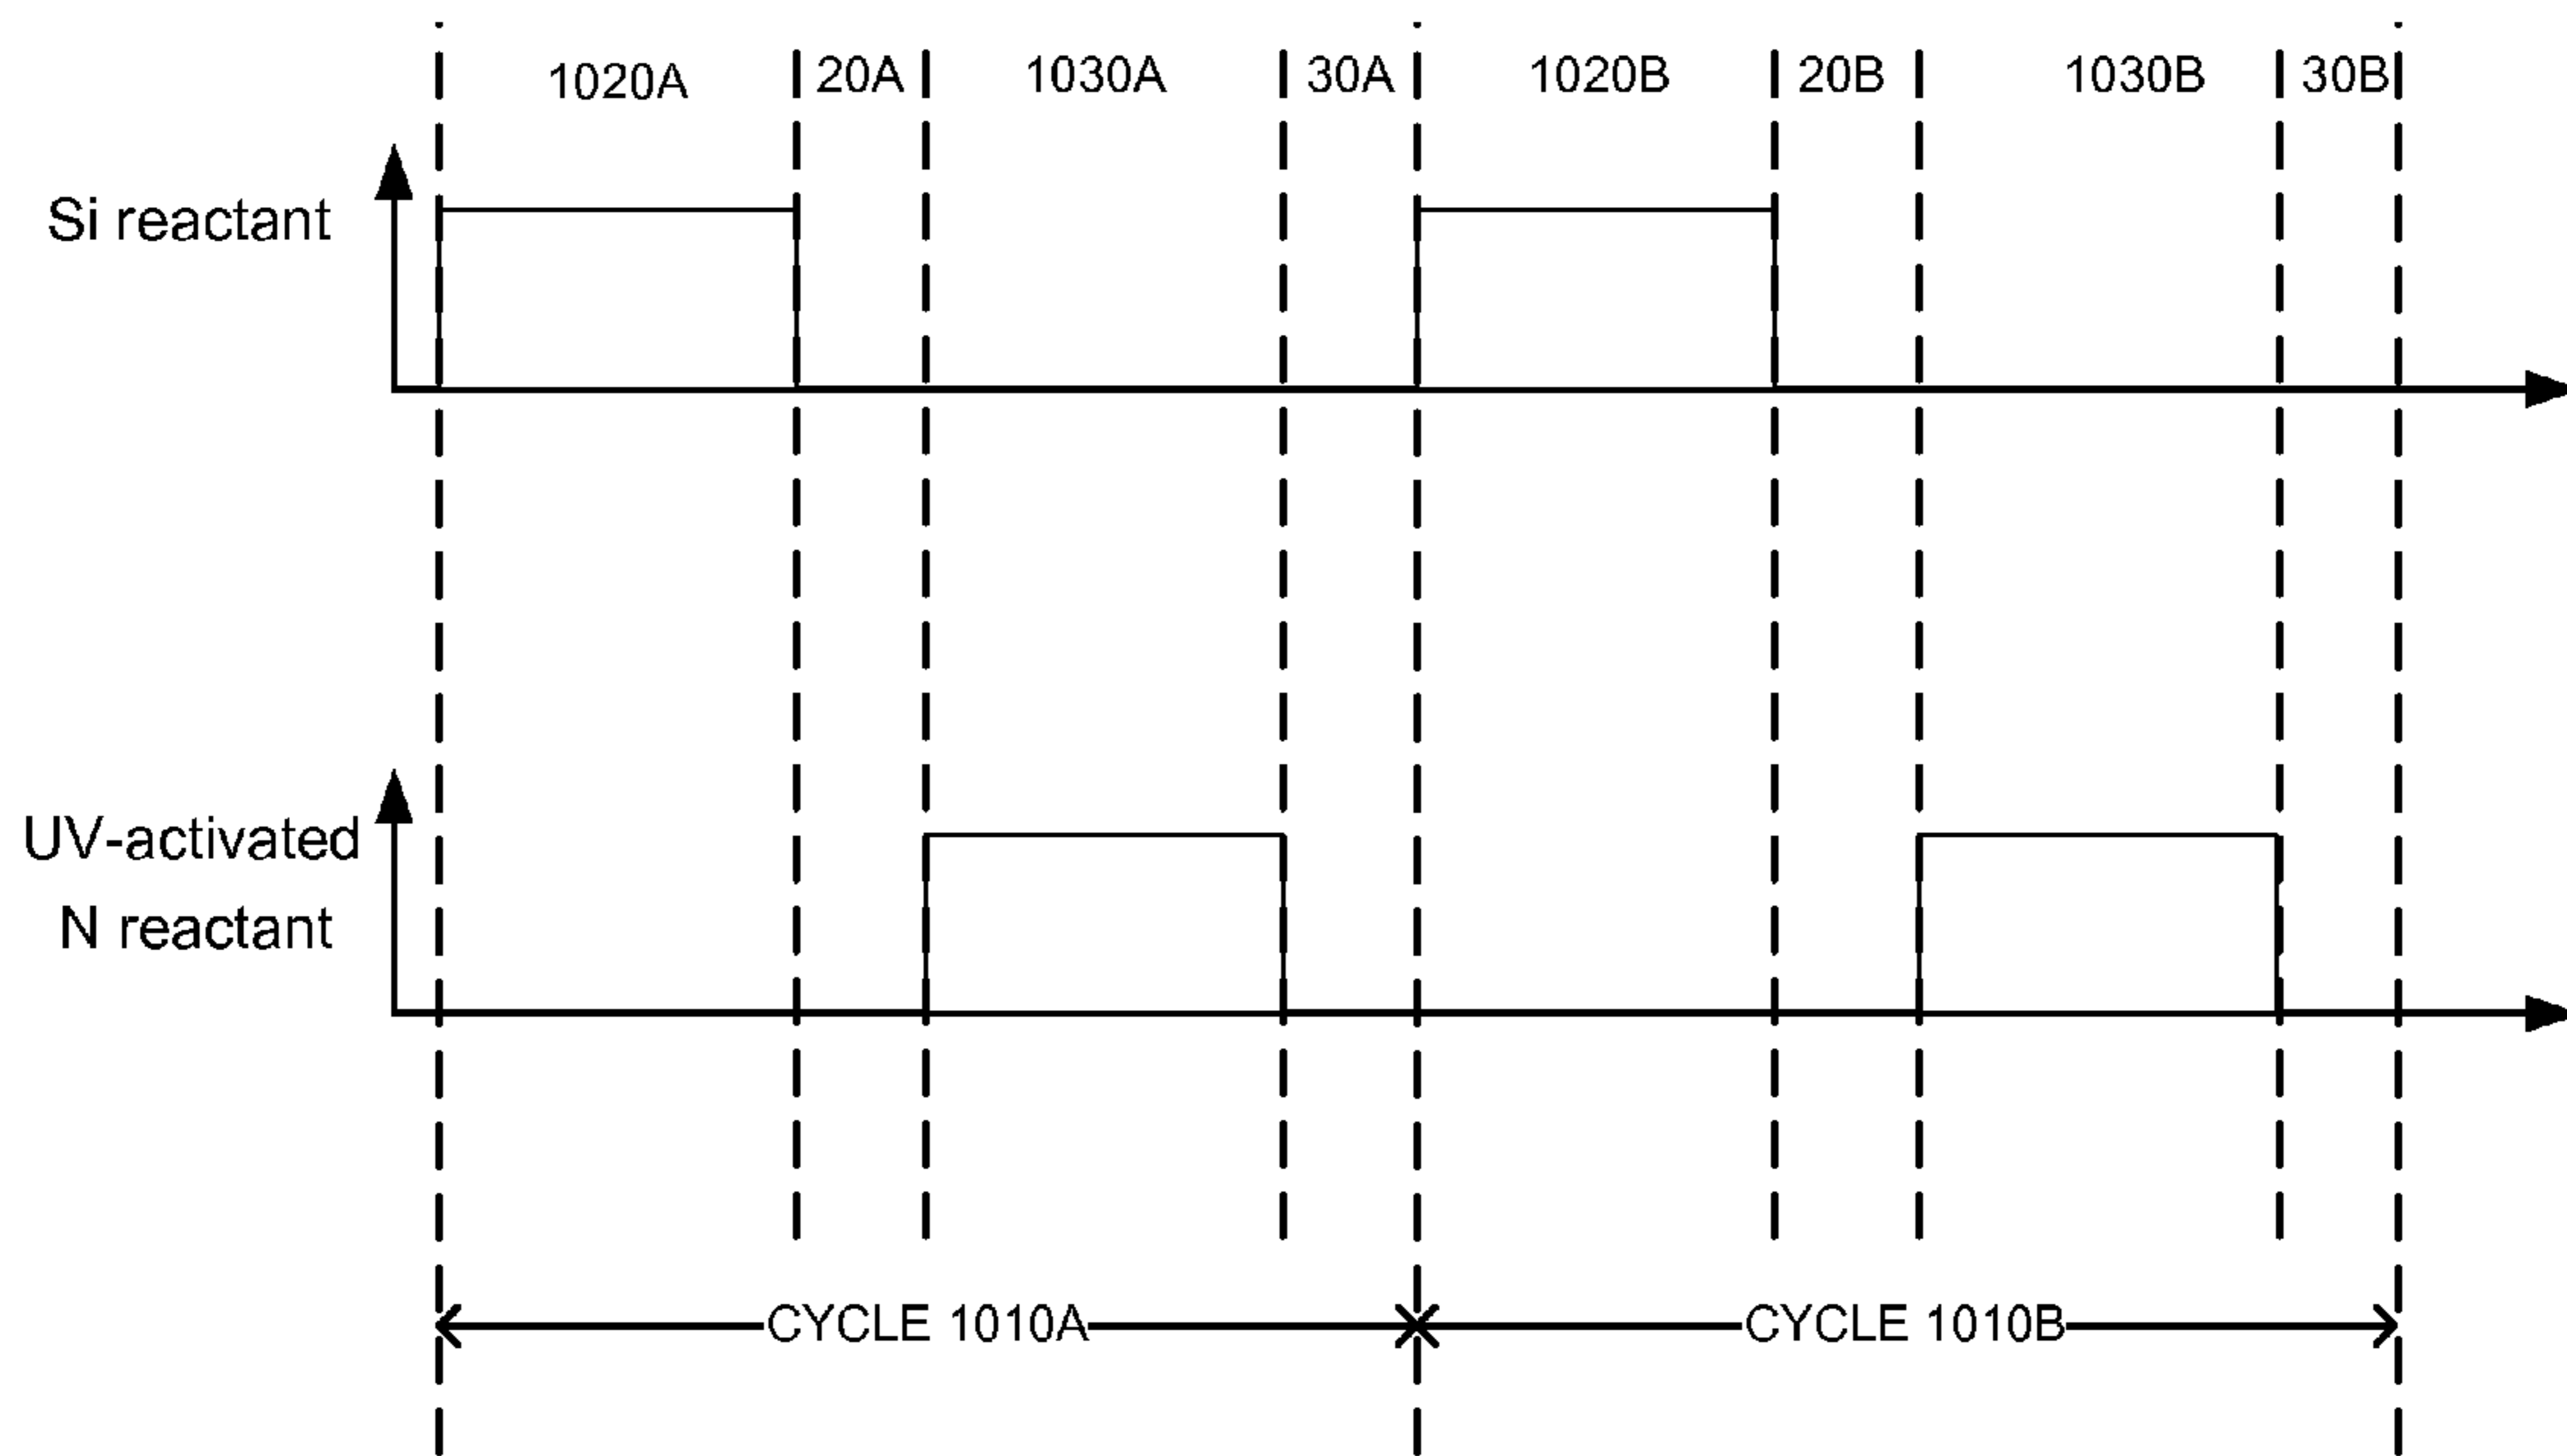 1020A 20A 1030A 30A 1020B 20B 1030B 30B
Si reactant
UV-activated
N reactant
CYCLE 1010A CYCLE 1010B